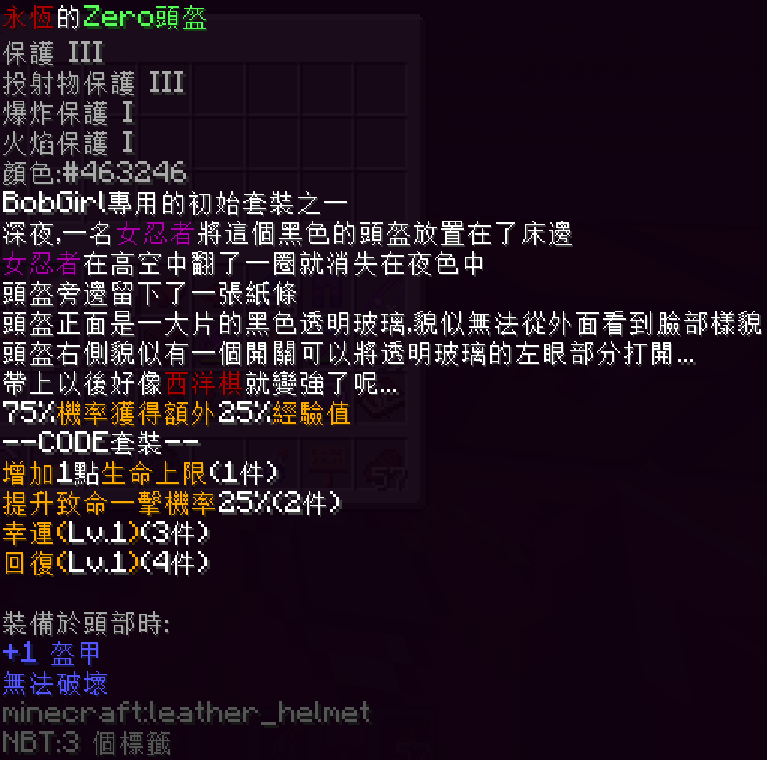 永恆的Zero頭盔
保護 III
投射物保護 III
爆炸保護 I
火焰保護 I
顏色:#463246
BobGirl專用的初始套裝之一
深夜,一名女忍者將這個黑色的頭盔放置在了床邊
女忍者在高空中翻了一圈就消失在夜色中
頭盔旁邊留下了一張紙條
頭盔正面是一大片的黑色透明玻璃,貌似無法從外面看到臉部樣貌
頭盔右側貌似有一個開關可以將透明玻璃的左眼部分打開...
帶上以後好像西洋棋就變強了呢...
75%機率獲得額外25%經驗值
--CODE套裝--
增加1點生命上限(1件)
提升致命一擊機率25%(2件)
幸運(Lv.1)(3件)
回復(Lv.1)(4件)
裝備於頭部時:
+1 盔甲
無法破壞
minecraft:leather_helmet
NBT:3 個標籤
57